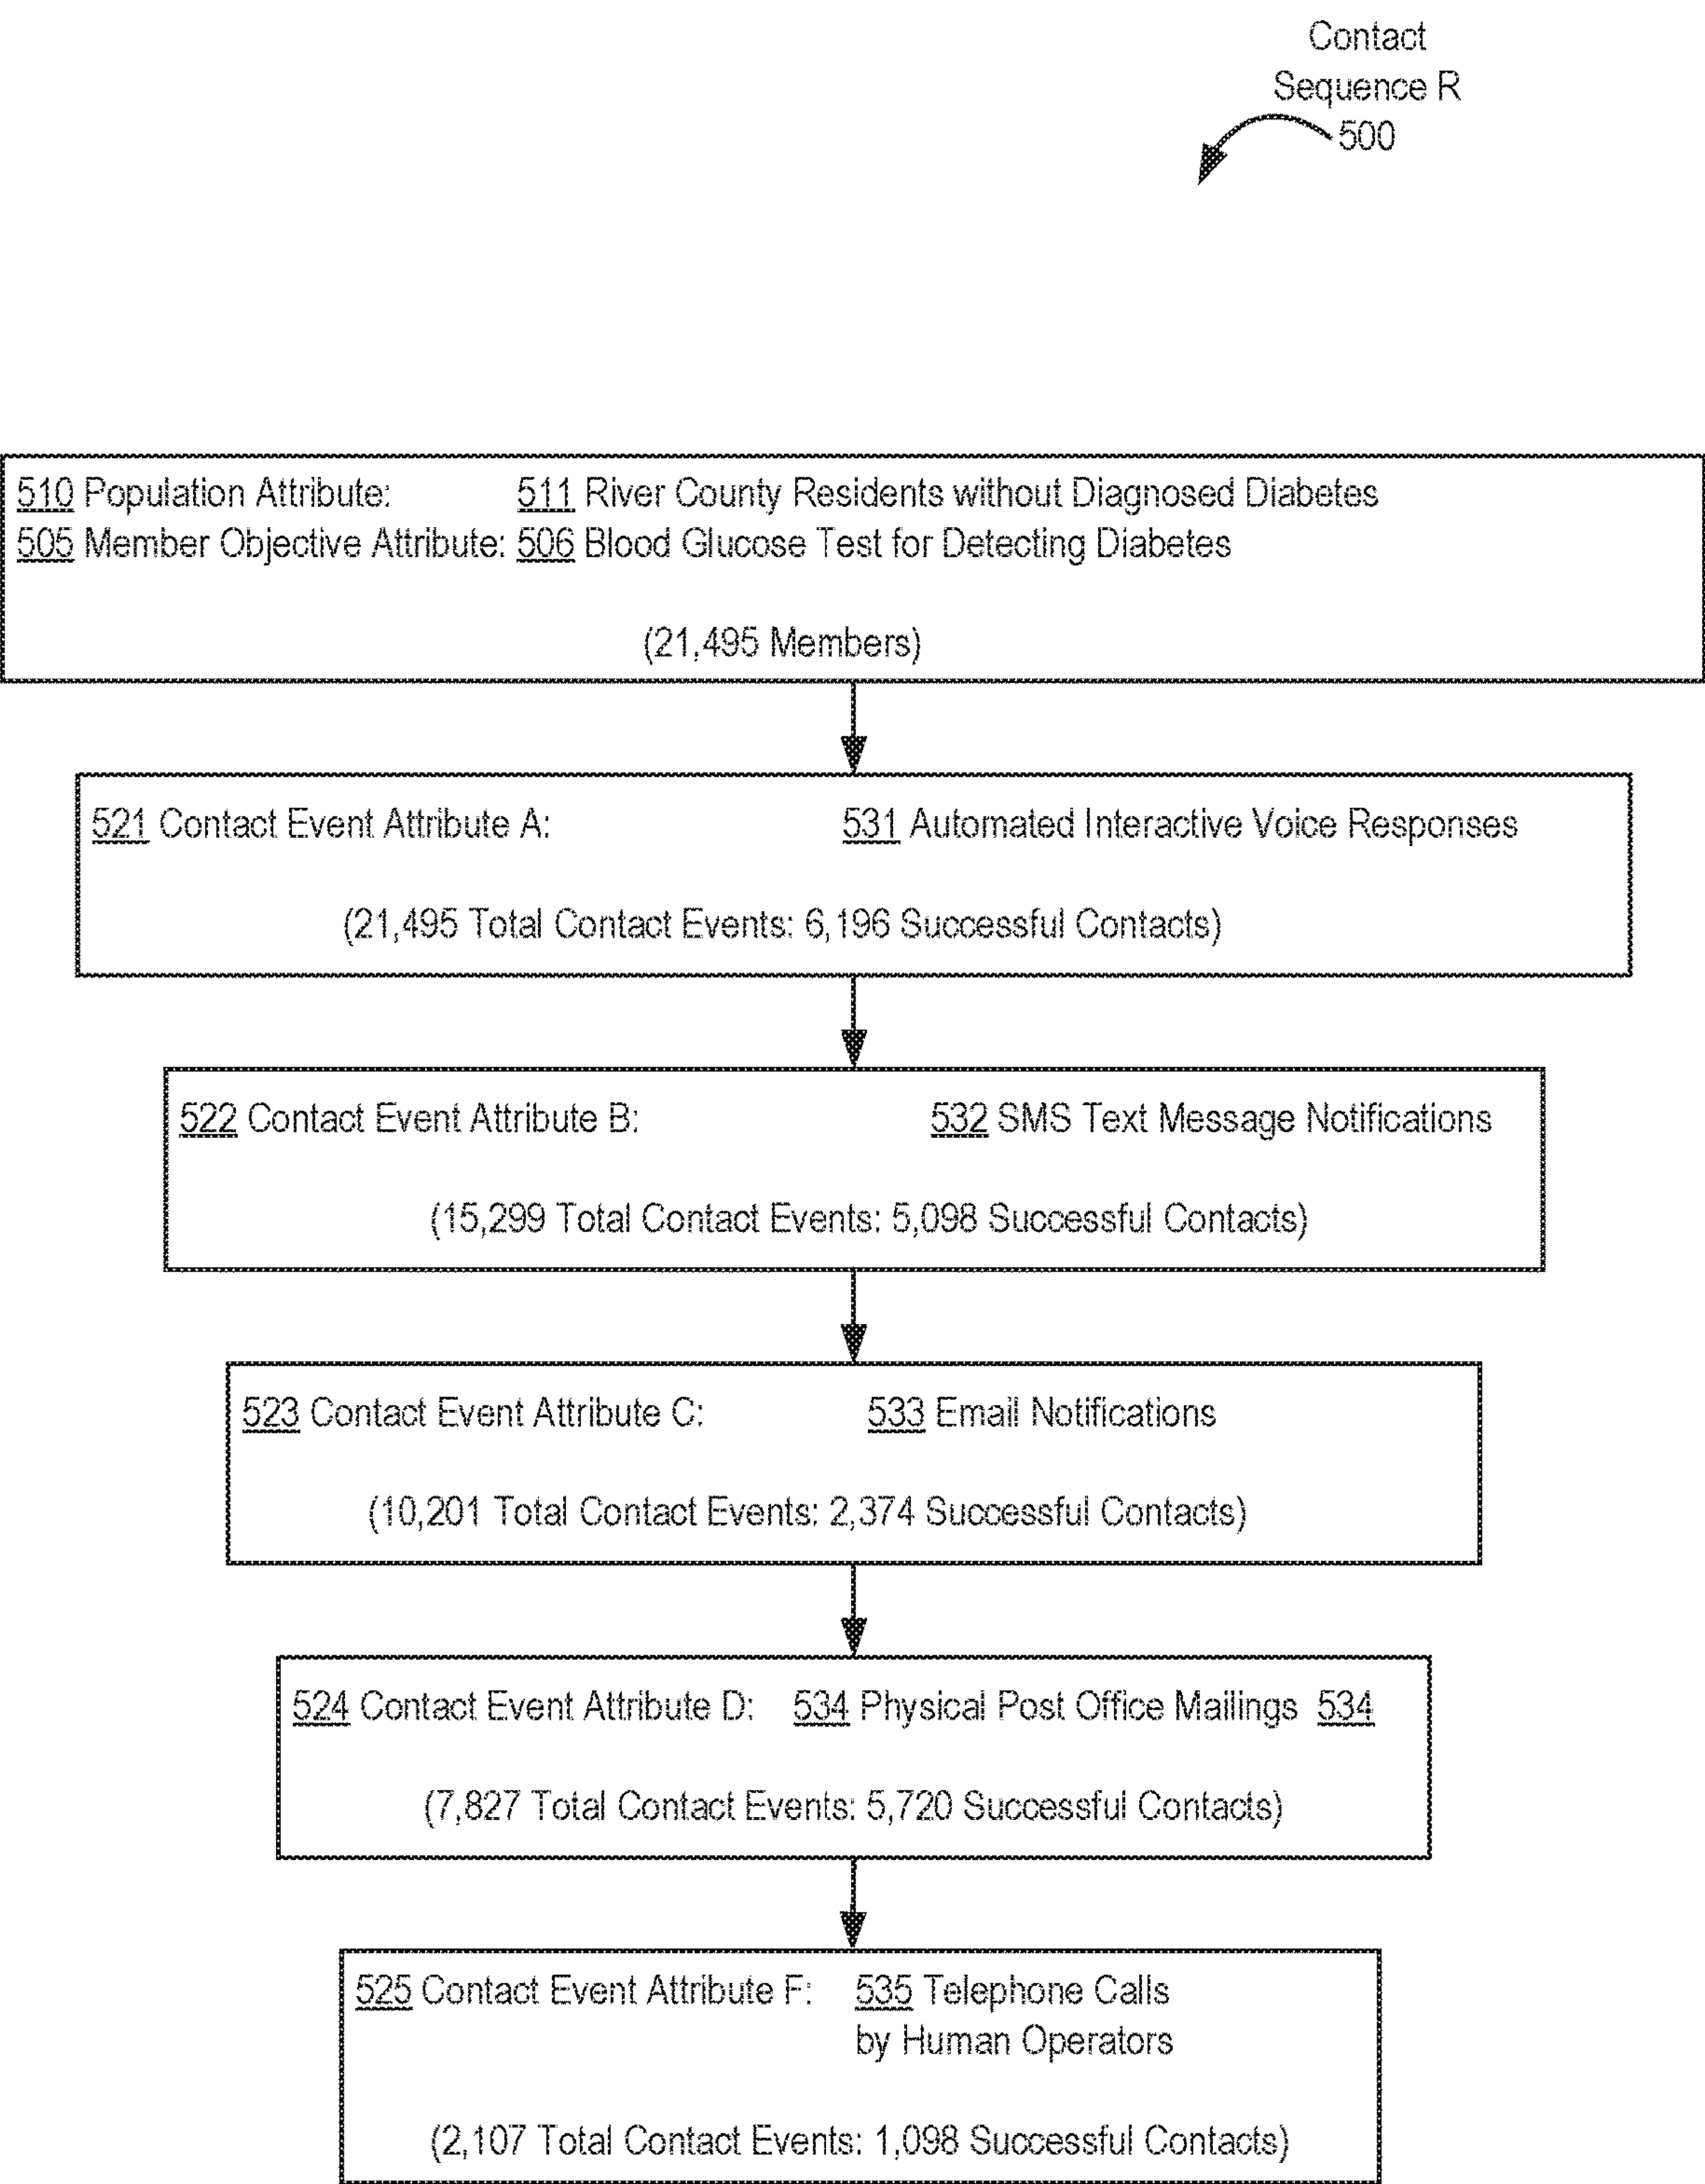 Contact
Sequence R
500
510 Population Attribute: 511 River County Residents without Diagnosed Diabetes
505 Member Objective Attribute: 506 Blood Glucose Test for Detecting Diabetes
(21,495 Members)
521 Contact Event Attribute A: 531 Automated Interactive Voice Responses
(21,495 Total Contact Events: 6,196 Successful Contacts)
522 Contact Event Attribute B: 532 SMS Text Message Notifications
(15,299 Total Contact Events: 5,098 Successful Contacts)
523 Contact Event Attribute C: 533 Email Notifications
(10,201 Total Contact Events: 2,374 Successful Contacts)
524 Contact Event Attribute D: 534 Physical Post Office Mailings 534
(7,827 Total Contact Events: 5,720 Successful Contacts)
525 Contact Event Attribute F: 535 Telephone Calls
by Human Operators
(2,107 Total Contact Events: 1,098 Successful Contacts)